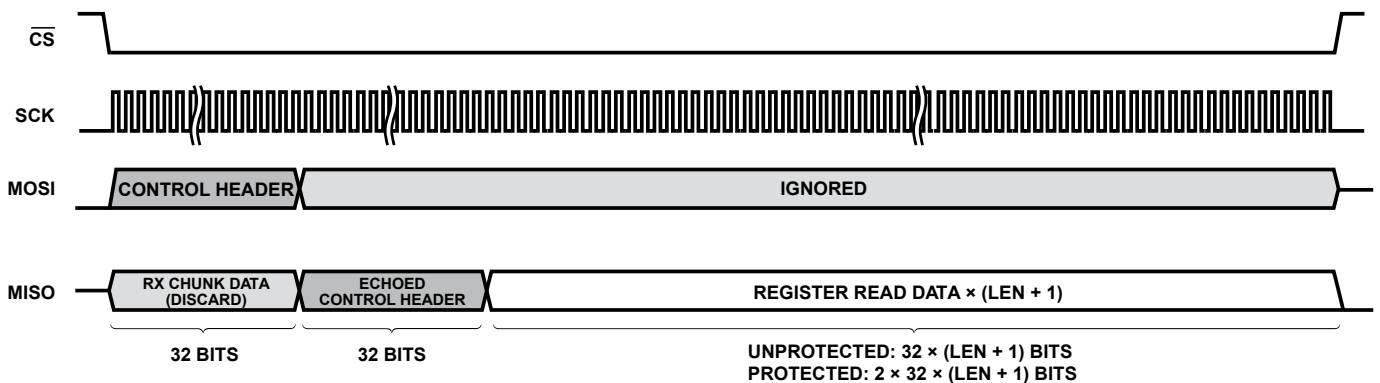 CS
SCK
MOSI
CONTROL HEADER
IGNORED
MISO
RX CHUNK DATA
(DISCARD)
ECHOED
CONTROL HEADER
REGISTER READ DATA × (LEN + 1)
32 BITS
32 BITS
UNPROTECTED: 32 × (LEN + 1) BITS
PROTECTED: 2 × 32 × (LEN + 1) BITS